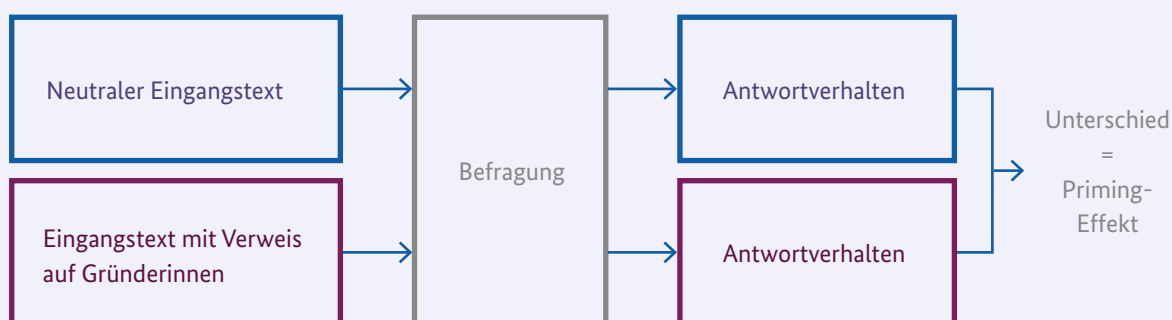 Neutraler Eingangstext
Eingangstext mit Verweis
auf Gründerinnen
Befragung
Antwortverhalten
Antwortverhalten
Unterschied
=
Priming-
Effekt